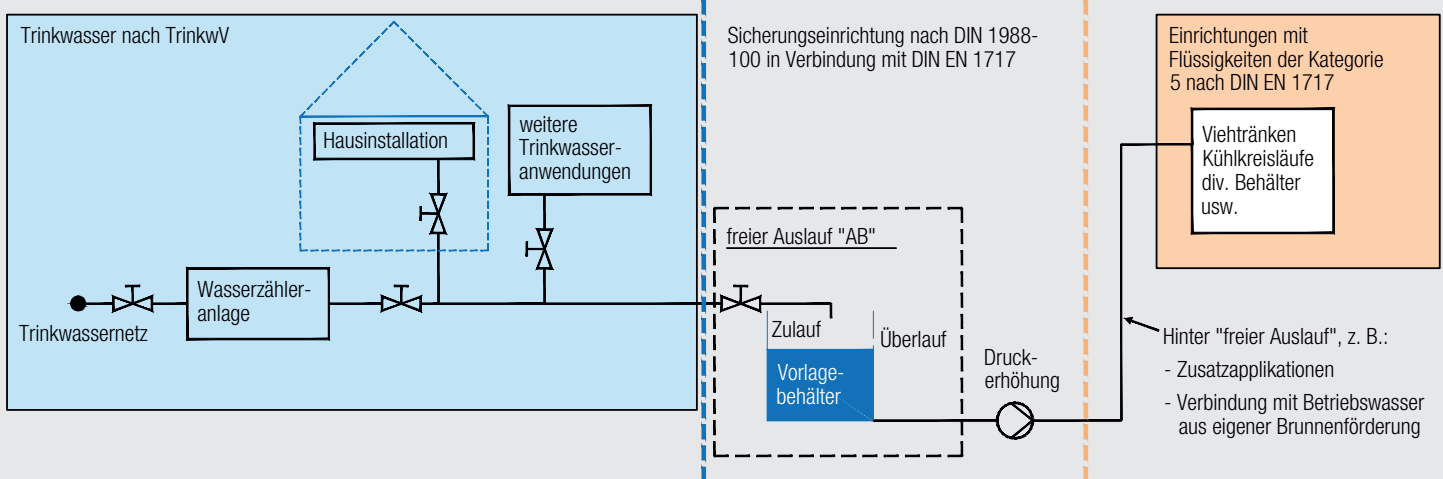 Trinkwasser nach TrinkwV
Hausinstallation
weitere
Trinkwasser-
anwendungen
Wasserzähler-
anlage
Trinkwassernetz
Sicherungseinrichtung nach DIN 1988-
100 in Verbindung mit DIN EN 1717
freier Auslauf "AB"
Zulauf
Überlauf
Vorlage-
behälter
Druck-
erhöhung
Einrichtungen mit
Flüssigkeiten der Kategorie
5 nach DIN EN 1717
Viehtränken
Kühlkreisläufe
div. Behälter
usw.
Hinter "freier Auslauf", z. B.:
- Zusatzapplikationen
- Verbindung mit Betriebswasser
aus eigener Brunnenförderung